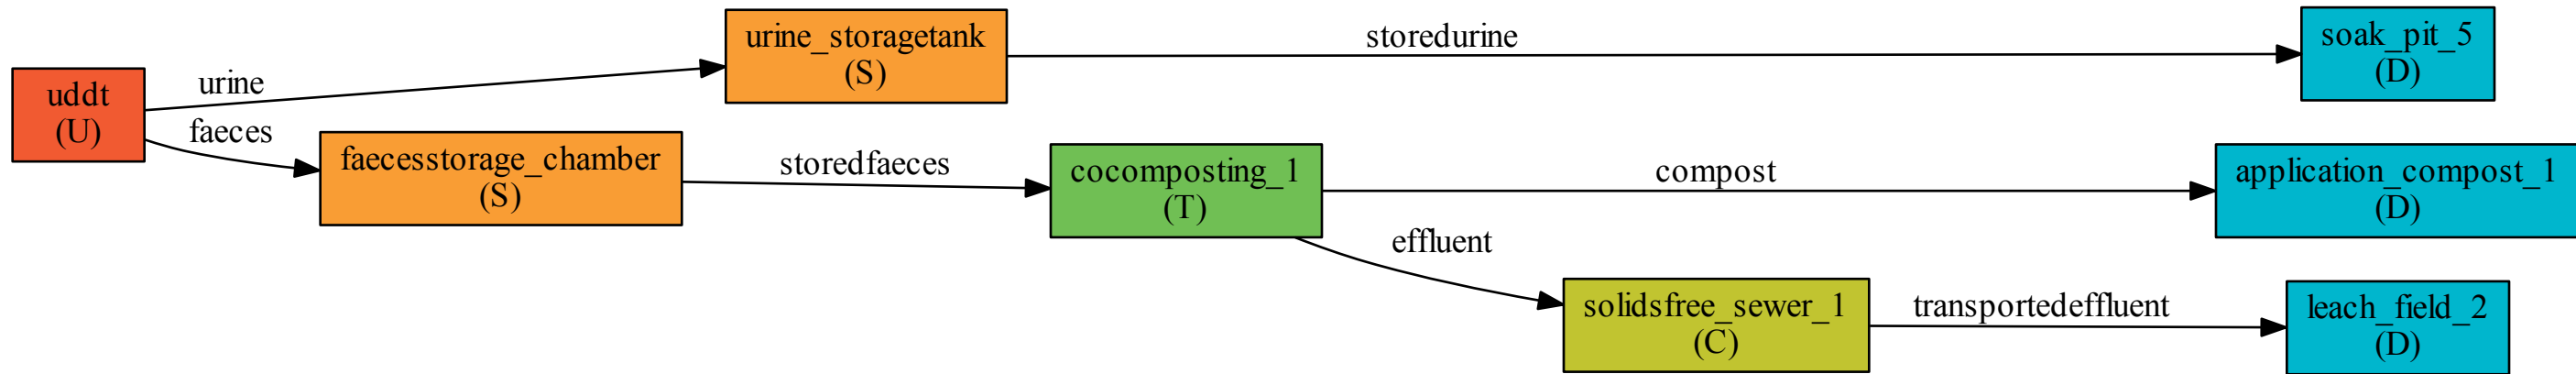 uddt
(U)
urine
faeces
urine_storagetank
(S)
faecesstorage_chamber
(S)
storedurine
storedfaeces
cocomposting_1
(T)
compost
effluent
solidsfree_sewer_1
(C)
transportedeffluent
soak_pit_5
(D)
application_compost_1
(D)
leach_field_2
(D)